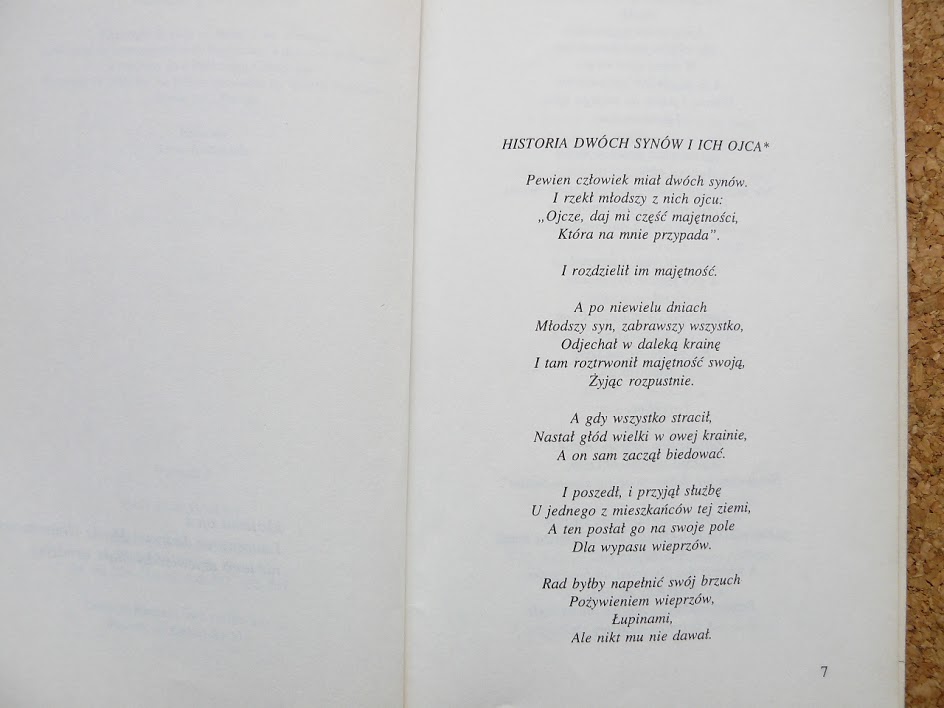 HISTORIA DWÓCH SYNÓW I ICH OJCA*
Pewien człowiek miał dwóch synów.
I rzekł młodszy z nich ojcu:
„Ojcze, daj mi część majętności,
Która na mnie przypada”.
I rozdzielił im majętność.
A po niewielu dniach
Młodszy syn, zabrawszy wszystko,
Odjechał w daleką krainę
I tam roztrwonił majętność swoją,
Żyjąc rozpustnie.
A gdy wszystko stracił,
Nastał głód wielki w owej krainie,
A on sam zaczął biedować.
I poszedł, i przyjął służbę
U jednego z mieszkańców tej ziemi,
A ten posłał go na swoje pole
Dla wypasu wieprzów.
Rad byłby napełnić swój brzuch
Pożywieniem wieprzów,
Łupinami,
Ale nikt mu nie dawał.
7